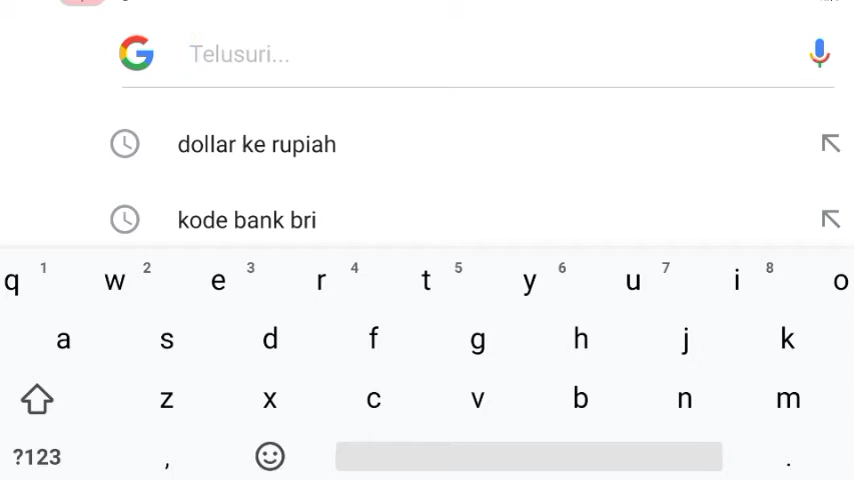 Telusuri...
dollar ke rupiah
kode bank bri
q 1 w 2 e 3 r 4 t 5 y 6 u 7 i 8 o
a s d f g h j k
z x c v b n m
?123 , .